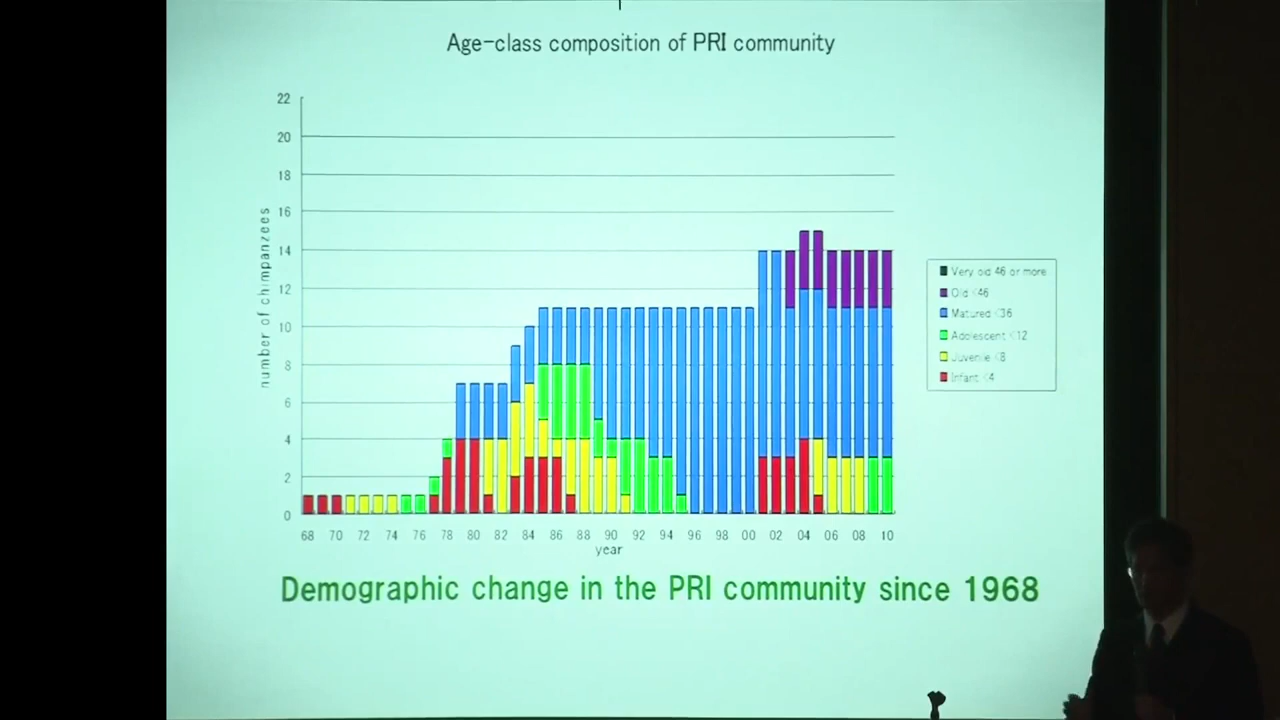 Age-class composition of PRI community
22
20
18
16
14
12
10
8
6
4
2
0
number of chimpanzees
68 70 72 74 76 78 80 82 84 86 88 90 92 94 96 98 00 02 04 06 08 10
year
Very old 46 or more
Old <46
Matured <36
Adolescent <12
Juvenile <8
Infant <4
Demographic change in the PRI community since 1968